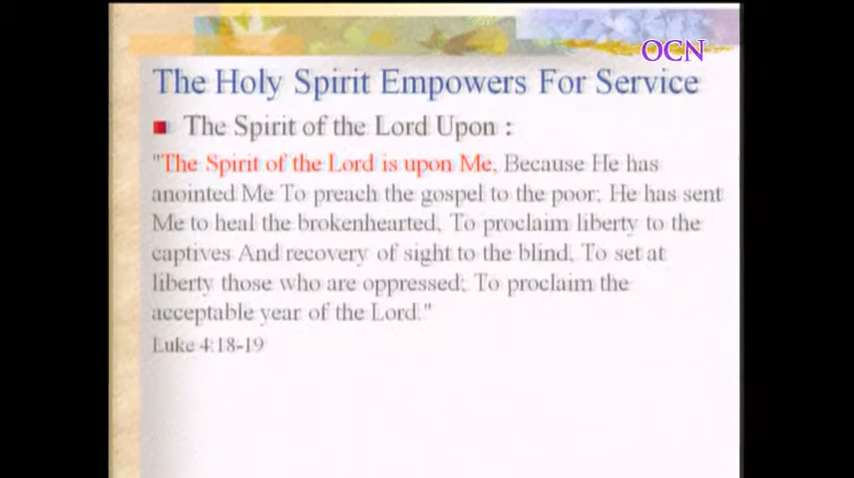 OCN
The Holy Spirit Empowers For Service
The Spirit of the Lord Upon :
"The Spirit of the Lord is upon Me, Because He has
anointed Me To preach the gospel to the poor; He has sent
Me to heal the brokenhearted, To proclaim liberty to the
captives And recovery of sight to the blind, To set at
liberty those who are oppressed; To proclaim the
acceptable year of the Lord."
Luke 4:18-19